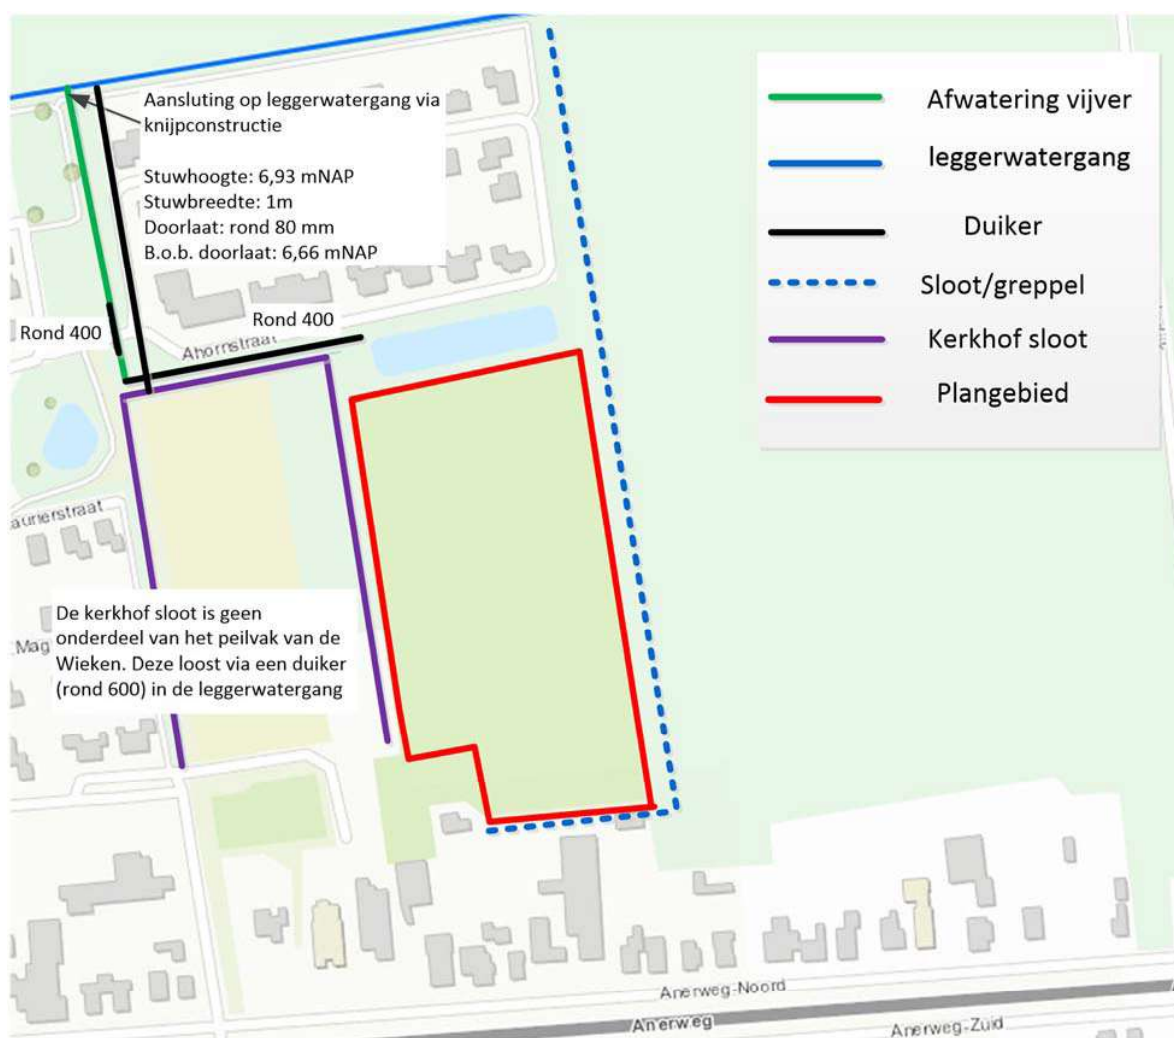 Aansluting op leggerwatergang via
knijpconstructie
Stuwhoogte: 6,93 mNAP
Stuwbreedte: 1m
Doorlaat: rond 80 mm
B.o.b. doorlaat: 6,66 mNAP
Afwatering vijver
leggerwatergang
Duiker
Sloot/greppel
Kerkhof sloot
Plangebied
Rond 400
Rond 400
Ahornstraat
aurierstraat
Mag
De kerkhof sloot is geen
onderdeel van het peilvak van de
Wieken. Deze loost via een duiker
(rond 600) in de leggerwatergang
Anerweg-Noord
Anerweg
Anerweg-Zuid